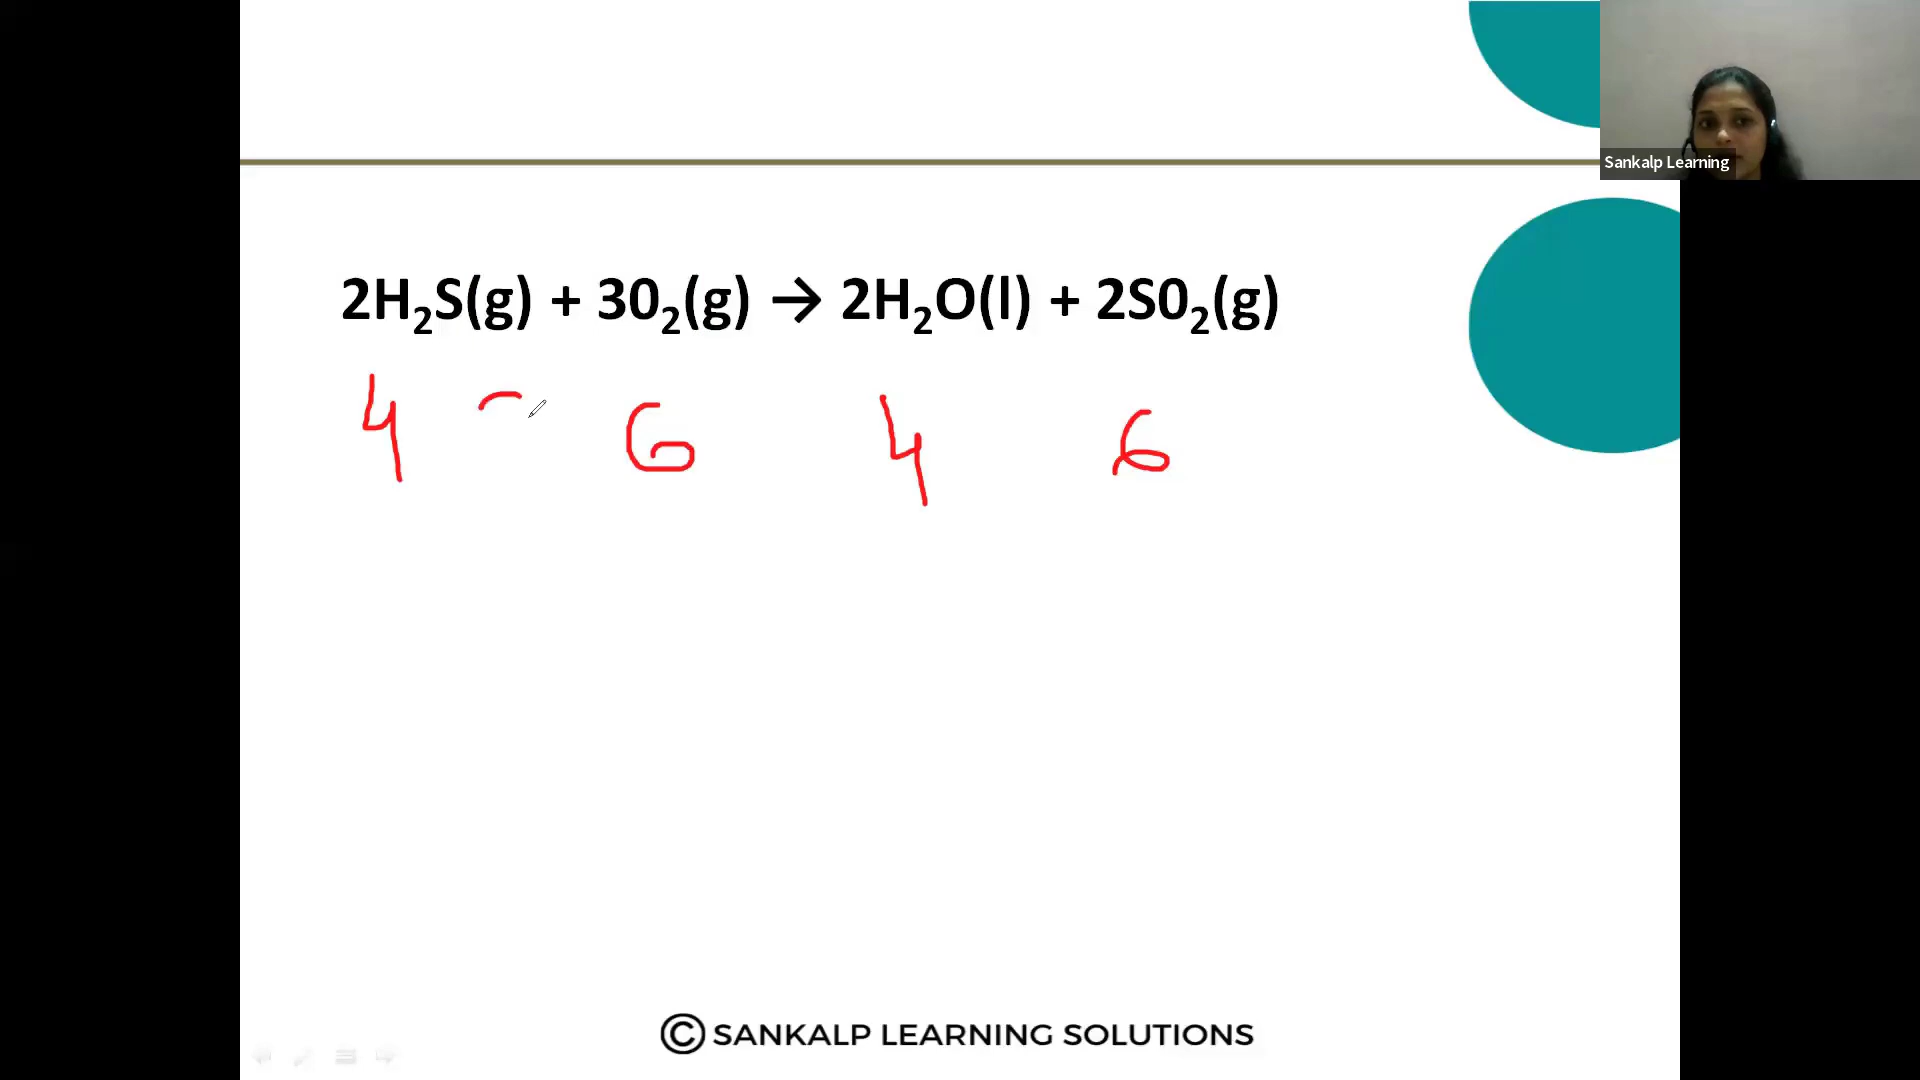 Sankalp Learning
2H₂S(g) + 30₂(g) → 2H₂O(l) + 2S0₂(g)
4 6 4 6
© SANKALP LEARNING SOLUTIONS